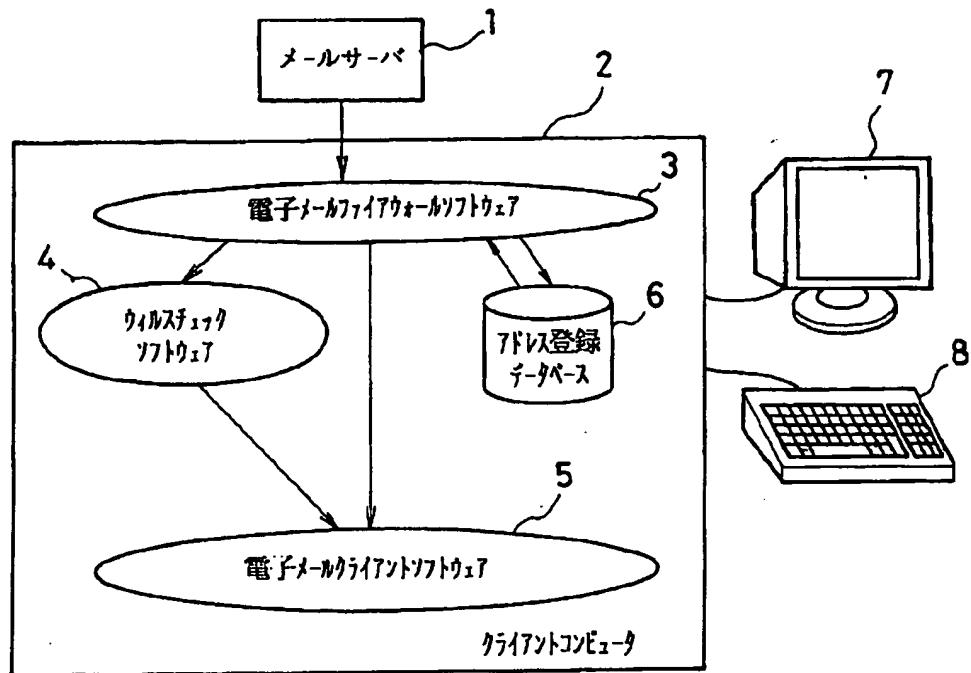 1
メールサーバ
2
7
3
電子メールファイアウォールソフトウェア
4
ウィルスチェック
ソフトウェア
6
アドレス登録
データベース
8
5
電子メールクライアントソフトウェア
クライアントコンピュータ